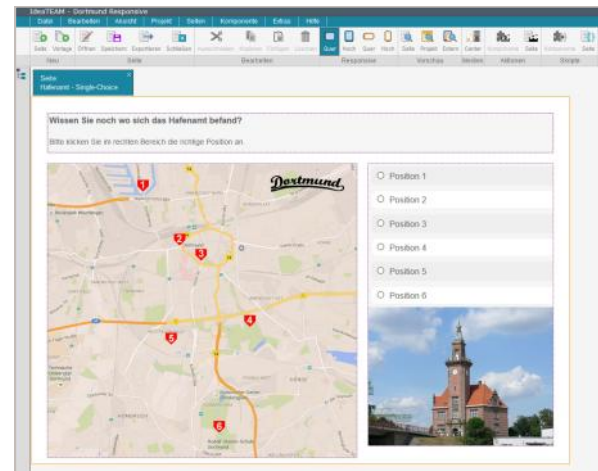 IdeaTEAM - Dortmund Responsive
Datei Bearbeiten Ansicht Projekt Seiten Komponente Extras Hilfe
Seite Vorlage Öffnen Speichern Exportieren Schließen Ausschneiden Kopieren Einfügen Löschen Quer Hoch Quer Hoch Seite Projekt Extern Center Komponente Seite Komponente Seite
Neu Seite Bearbeiten Responsive Vorschau Medien Aktionen Skripte
Seite
Hafenamt - Single-Choice
Wissen Sie noch wo sich das Hafenamt befand?
Bitte klicken Sie im rechten Bereich die richtige Position an.
Dortmund
1
2
3
4
5
6
Position 1
Position 2
Position 3
Position 4
Position 5
Position 6